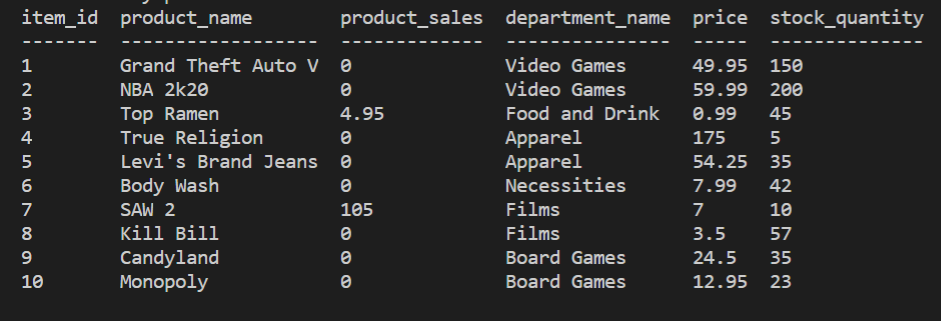 item_id  product_name        product_sales  department_name  price  stock_quantity
-------  ------------------  -------------  ---------------  -----  --------------
1        Grand Theft Auto V  0              Video Games      49.95  150
2        NBA 2k20            0              Video Games      59.99  200
3        Top Ramen           4.95           Food and Drink   0.99   45
4        True Religion       0              Apparel          175    5
5        Levi's Brand Jeans  0              Apparel          54.25  35
6        Body Wash           0              Necessities      7.99   42
7        SAW 2               105            Films            7      10
8        Kill Bill           0              Films            3.5    57
9        Candyland           0              Board Games      24.5   35
10       Monopoly            0              Board Games      12.95  23